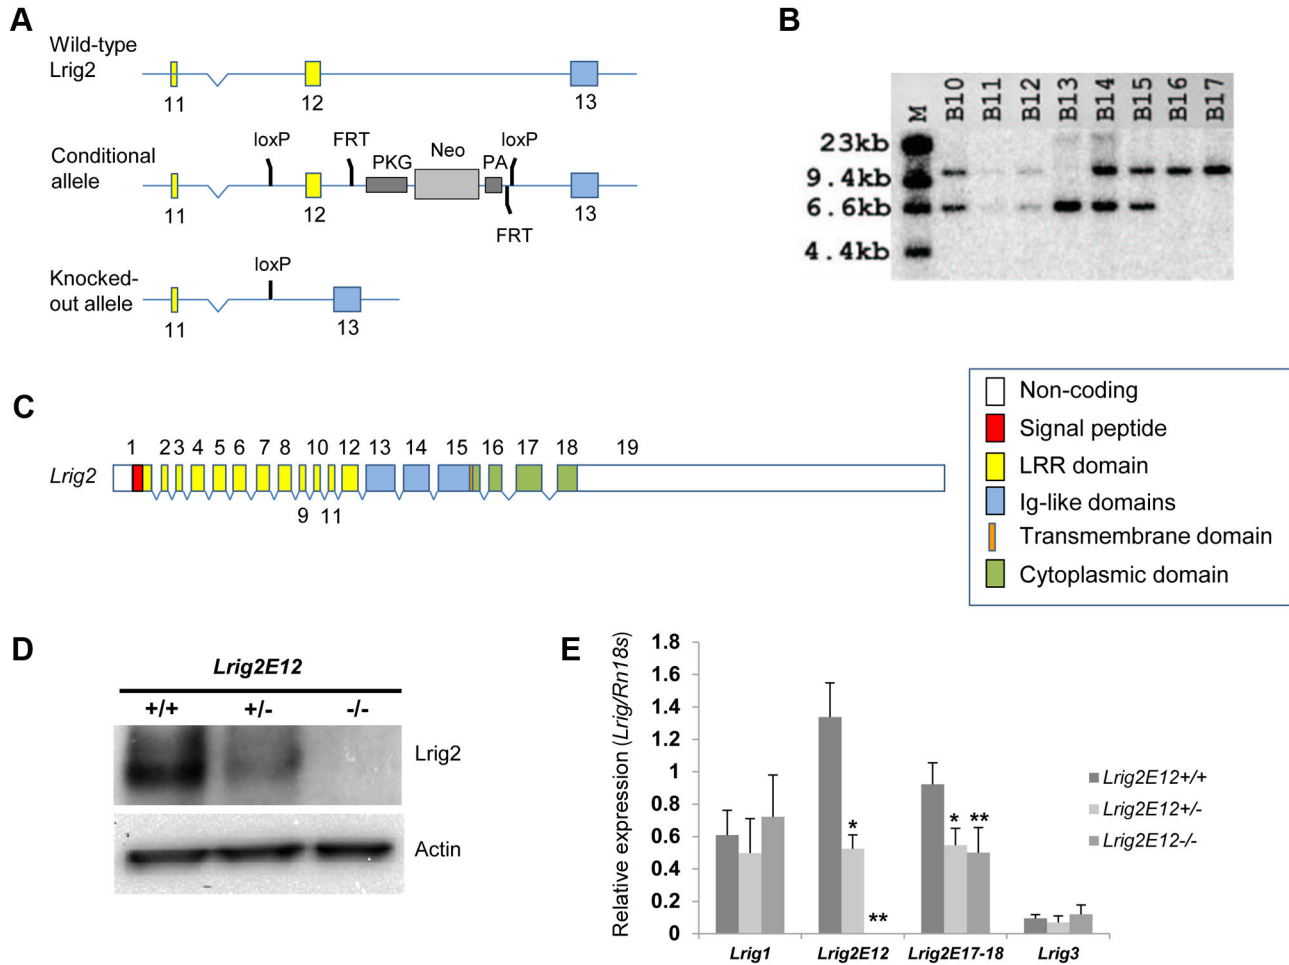 A
Wild-type
Lrig2
11
12
13
Conditional
allele
loxP
FRT
PKG
Neo
PA
loxP
11
12
13
FRT
Knocked-
out allele
loxP
11
13
B
M B10 B11 B12 B13 B14 B15 B16 B17
23kb
9.4kb
6.6kb
4.4kb
C
Lrig2
1 2 3 4 5 6 7 8 10 12 13 14 15 16 17 18 19
9 11
Non-coding
Signal peptide
LRR domain
Ig-like domains
Transmembrane domain
Cytoplasmic domain
D
Lrig2E12
+/+ +/- -/-
Lrig2
Actin
E
Relative expression (Lrig/Rn18s)
1.8
1.6
1.4
1.2
1
0.8
0.6
0.4
0.2
0
*
**
* **
Lrig1 Lrig2E12 Lrig2E17-18 Lrig3
Lrig2E12+/+
Lrig2E12+/-
Lrig2E12-/-